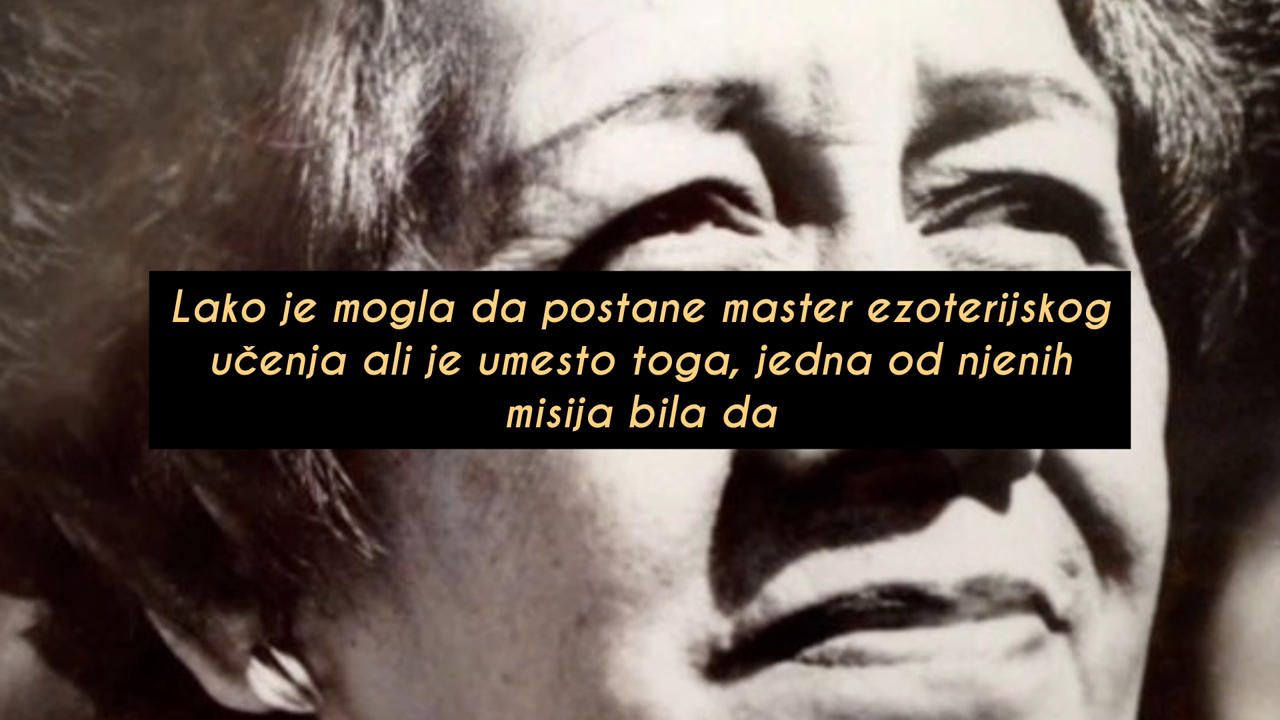 Lako je mogla da postane master ezoterijskog
učenja ali je umesto toga, jedna od njenih
misija bila da